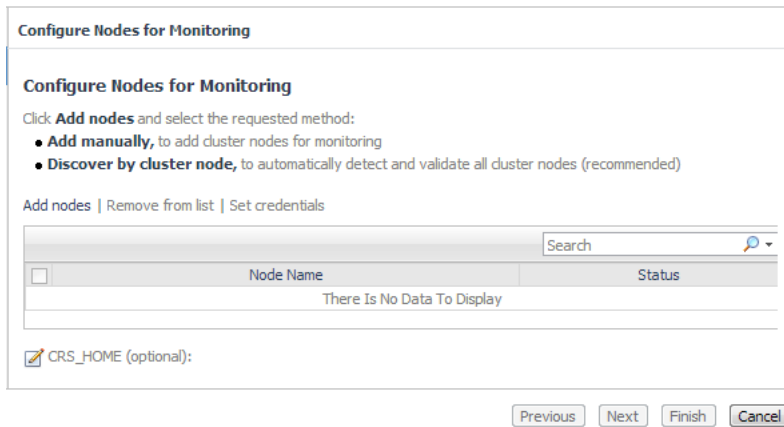 Configure Nodes for Monitoring
Configure Nodes for Monitoring
Click Add nodes and select the requested method:
• Add manually, to add cluster nodes for monitoring
• Discover by cluster node, to automatically detect and validate all cluster nodes (recommended)
Add nodes | Remove from list | Set credentials
Search
Node Name Status
There Is No Data To Display
CRS_HOME (optional):
Previous Next Finish Cancel